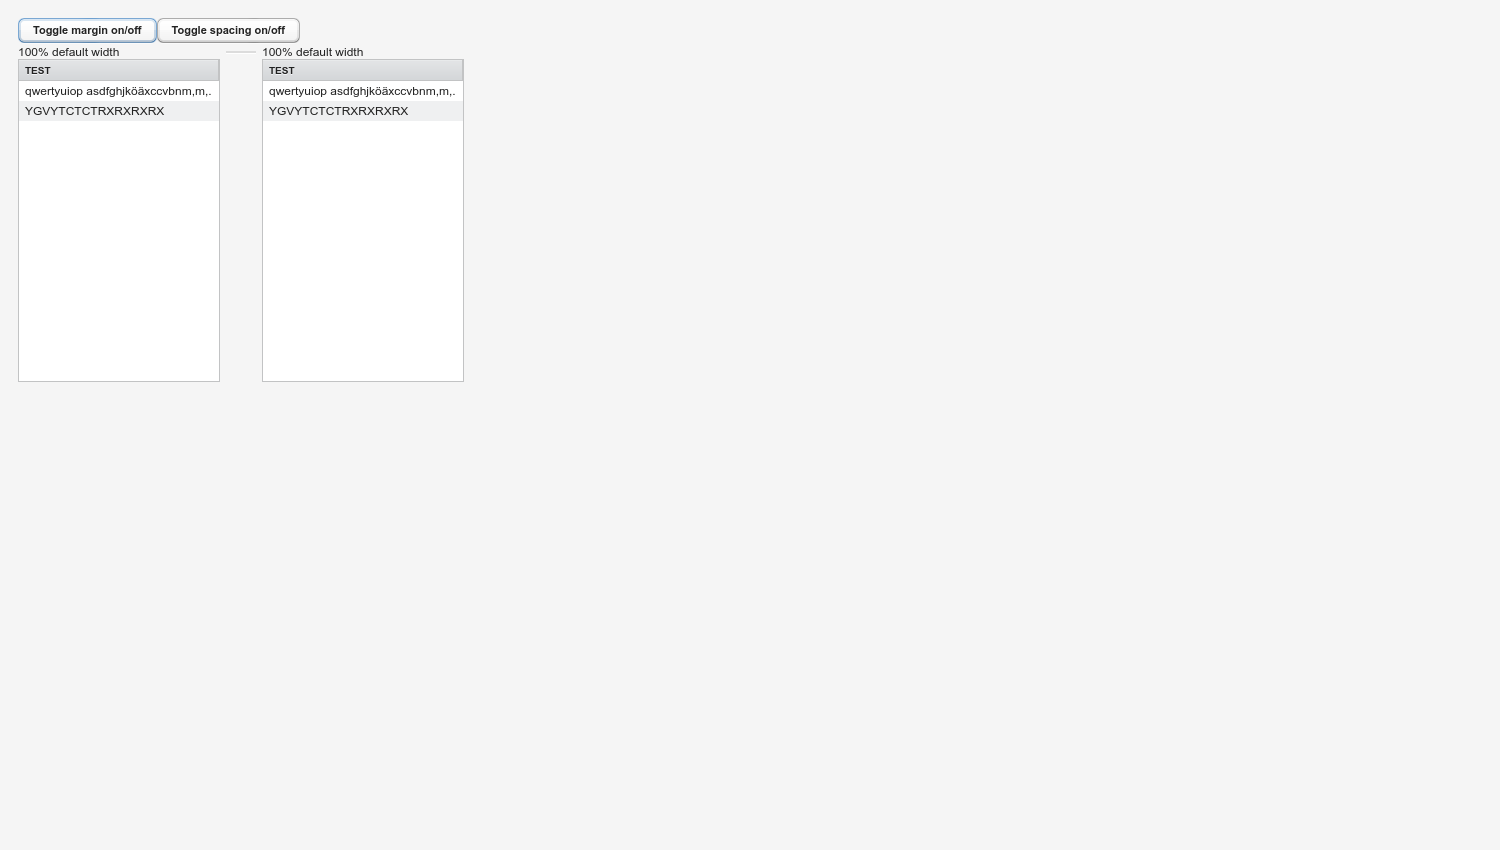 Toggle margin on/off Toggle spacing on/off
100% default width 100% default width
TEST TEST
qwertyuiop asdfghjköäxccvbnm,m,. qwertyuiop asdfghjköäxccvbnm,m,.
YGVYTCTCTRXRXRXRX YGVYTCTCTRXRXRXRX